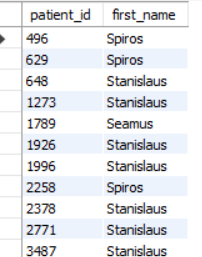 patient_id first_name
496 Spiros
629 Spiros
648 Stanislaus
1273 Stanislaus
1789 Seamus
1926 Stanislaus
1996 Stanislaus
2258 Spiros
2378 Stanislaus
2771 Stanislaus
3487 Stanislaus